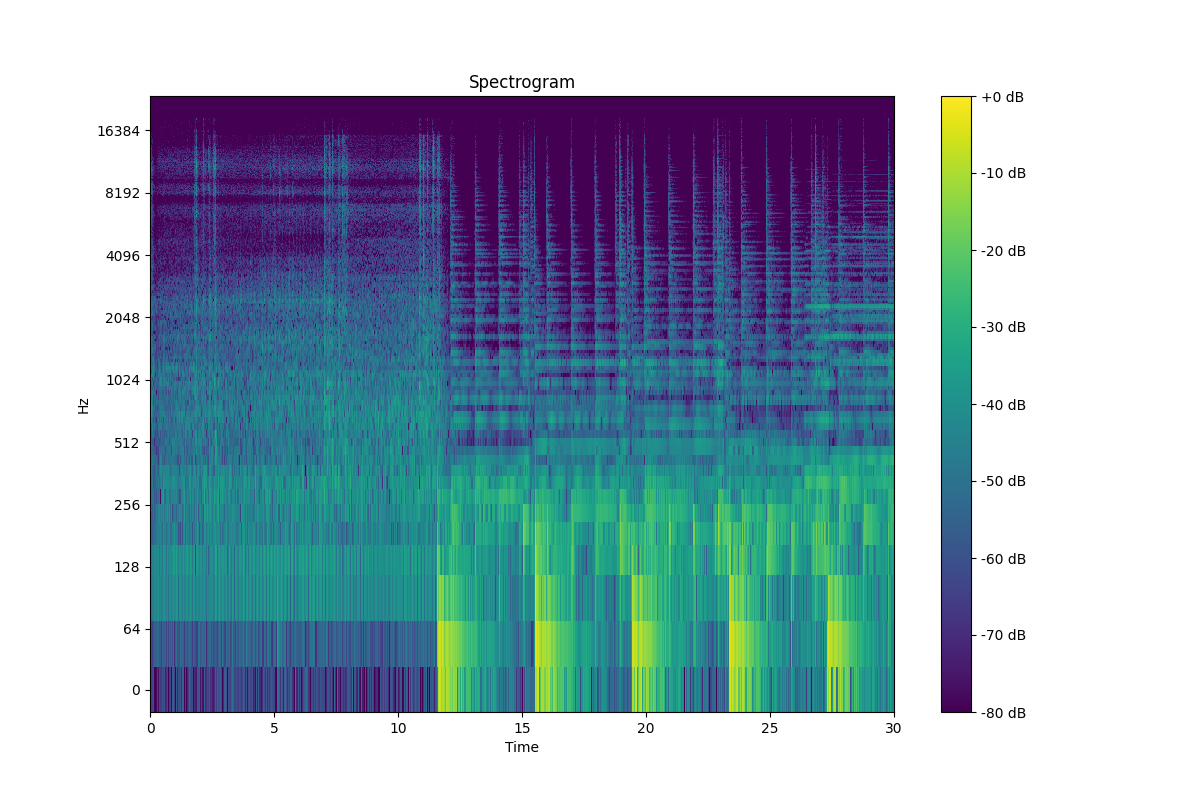 Spectrogram
Hz
16384
8192
4096
2048
1024
512
256
128
64
0
0 5 10 15 20 25 30
Time
+0 dB
-10 dB
-20 dB
-30 dB
-40 dB
-50 dB
-60 dB
-70 dB
-80 dB